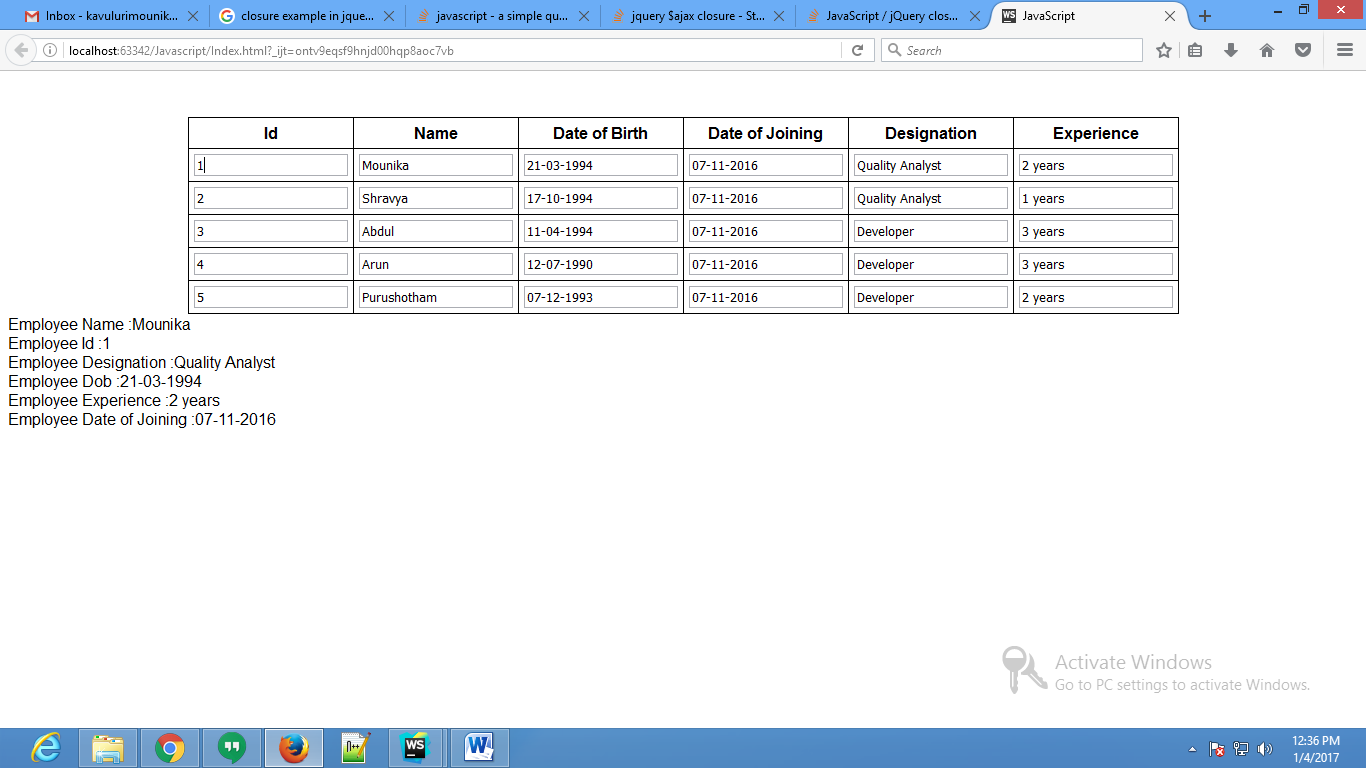 Inbox - kavulurimounik...
closure example in jque...
javascript - a simple qu...
jquery $ajax closure - St...
JavaScript / jQuery clos...
WS JavaScript
localhost:63342/Javascript/Index.html?_ijt=ontv9eqsf9hnjd00hqp8aoc7vb
Search
Id Name Date of Birth Date of Joining Designation Experience
1 Mounika 21-03-1994 07-11-2016 Quality Analyst 2 years
2 Shravya 17-10-1994 07-11-2016 Quality Analyst 1 years
3 Abdul 11-04-1994 07-11-2016 Developer 3 years
4 Arun 12-07-1990 07-11-2016 Developer 3 years
5 Purushotham 07-12-1993 07-11-2016 Developer 2 years
Employee Name :Mounika
Employee Id :1
Employee Designation :Quality Analyst
Employee Dob :21-03-1994
Employee Experience :2 years
Employee Date of Joining :07-11-2016
Activate Windows
Go to PC settings to activate Windows.
N++
WS
W
12:36 PM
1/4/2017